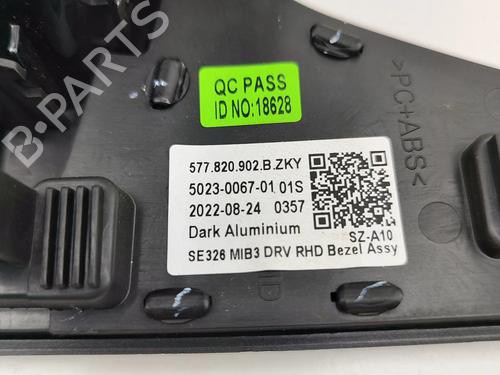 QC PASS
ID NO:18628
>PC+ABS<
577.820.902.B.ZKY
5023-0067-01 01S
2022-08-24 0357
Dark Aluminium
SZ-A10
SE326 MIB3 DRV RHD Bezel Assy